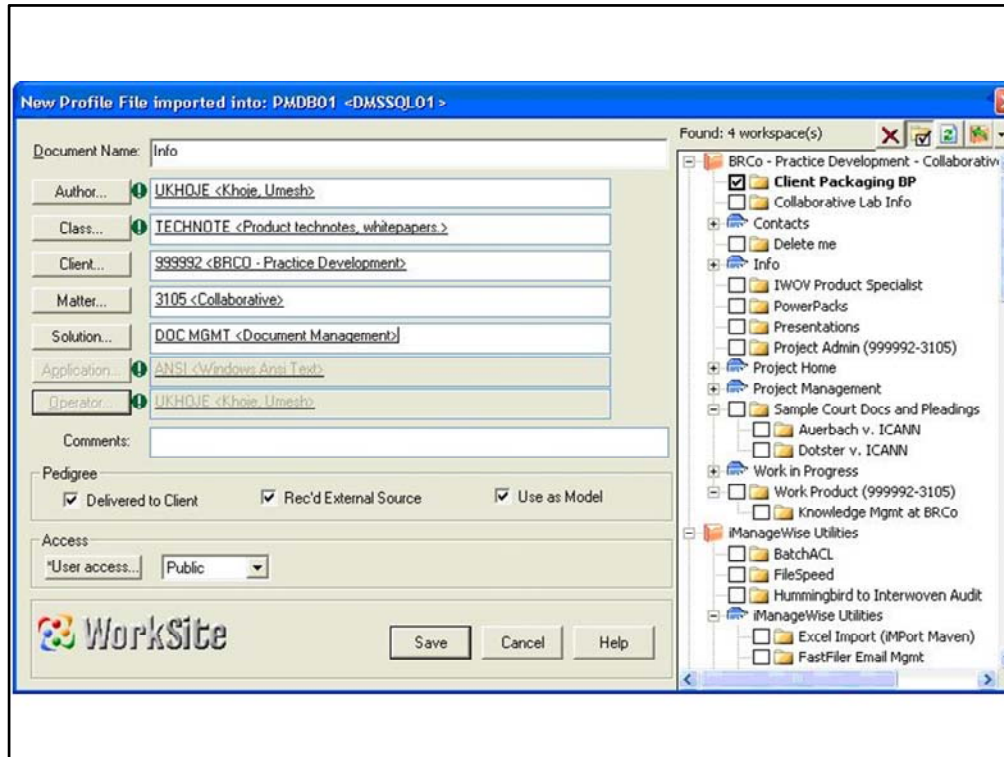 New Profile File imported into: PMDB01 <DMSSQL01>
Document Name: Info
Author... UKHOJE <Khoje, Umesh>
Class... TECHNOTE <Product technotes, whitepapers.>
Client... 999992 <BRCO - Practice Development>
Matter... 3105 <Collaborative>
Solution... DOC MGMT <Document Management>
Application... ANSI <Windows Ansi Text>
Operator... UKHOJE <Khoje, Umesh>
Comments:
Pedigree
Delivered to Client Rec'd External Source Use as Model
Access
*User access... Public
WorkSite Save Cancel Help
Found: 4 workspace(s)
BRCo - Practice Development - Collaborativ
Client Packaging BP
Collaborative Lab Info
Contacts
Delete me
Info
IWOV Product Specialist
PowerPacks
Presentations
Project Admin (999992-3105)
Project Home
Project Management
Sample Court Docs and Pleadings
Auerbach v. ICANN
Dotster v. ICANN
Work in Progress
Work Product (999992-3105)
Knowledge Mgmt at BRCo
iManageWise Utilities
BatchACL
FileSpeed
Hummingbird to Interwoven Audit
iManageWise Utilities
Excel Import (iMPort Maven)
FastFiler Email Mgmt